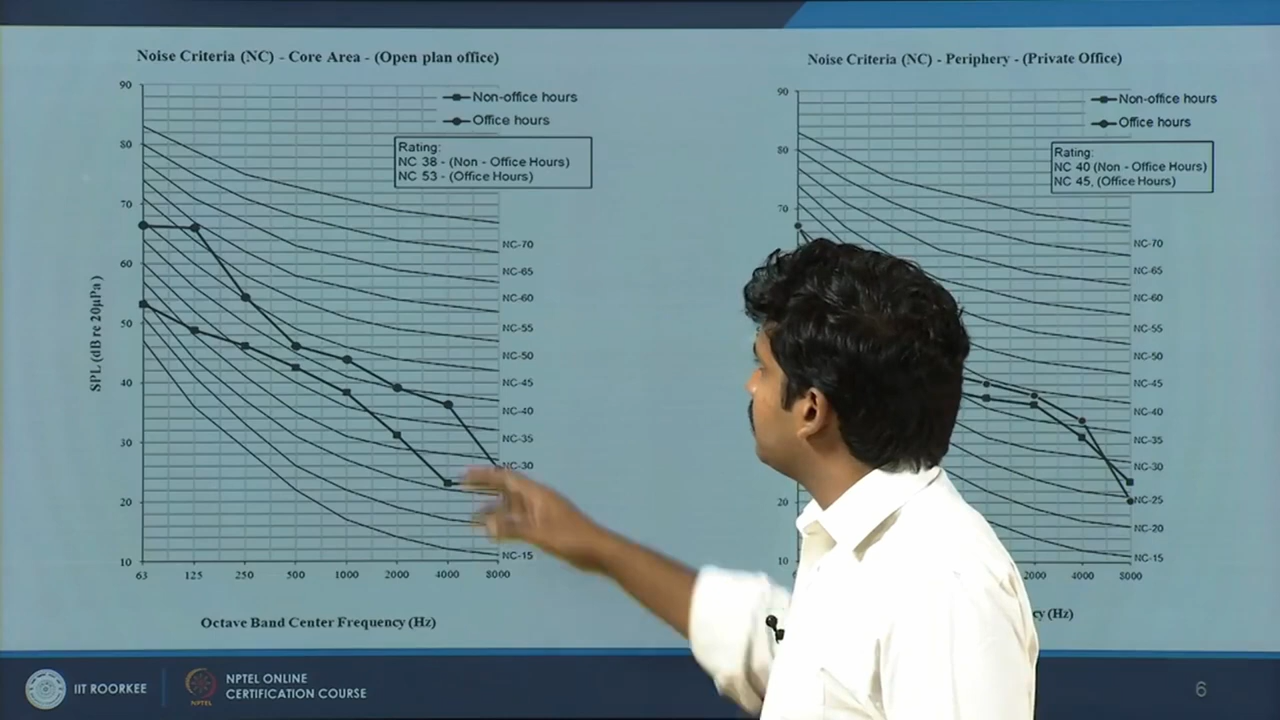 Noise Criteria (NC) - Core Area - (Open plan office)
90
80
70
60
50
40
30
20
10
SPL (dB re 20µPa)
Non-office hours
Office hours
Rating:
NC 38 - (Non - Office Hours)
NC 53 - (Office Hours)
NC-70
NC-65
NC-60
NC-55
NC-50
NC-45
NC-40
NC-35
NC-30
NC-15
63 125 250 500 1000 2000 4000 8000
Octave Band Center Frequency (Hz)
Noise Criteria (NC) - Periphery - (Private Office)
90
80
70
20
10
Non-office hours
Office hours
Rating:
NC 40 (Non - Office Hours)
NC 45, (Office Hours)
NC-70
NC-65
NC-60
NC-55
NC-50
NC-45
NC-40
NC-35
NC-30
NC-25
NC-20
NC-15
2000 4000 8000
(Hz)
IIT ROORKEE
NPTEL
NPTEL ONLINE
CERTIFICATION COURSE
6